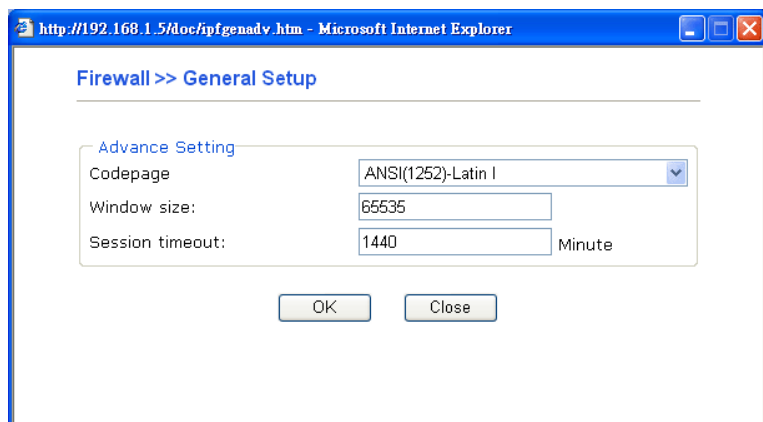 http://192.168.1.5/doc/ipfgenadv.htm - Microsoft Internet Explorer
Firewall >> General Setup
Advance Setting
Codepage ANSI(1252)-Latin I
Window size: 65535
Session timeout: 1440 Minute
OK Close